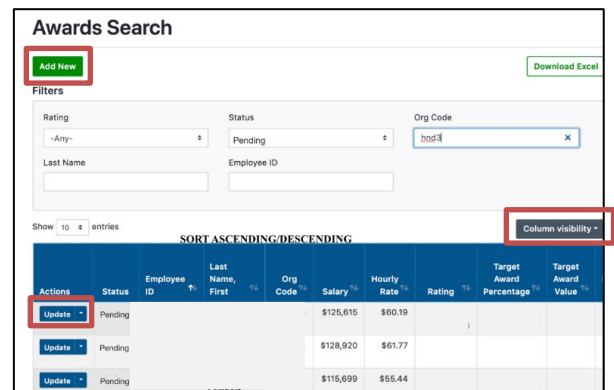 Awards Search
Add New
Download Excel
Filters
Rating
Status
Org Code
-Any-
Pending
hnd3
Last Name
Employee ID
Show 10 entries
Column visibility
SORT ASCENDING/DESCENDING
Actions Status Employee ID Last Name, First Org Code Salary Hourly Rate Rating Target Award Percentage Target Award Value
Update Pending $125,615 $60.19
Update Pending $128,920 $61.77
Update Pending $115,699 $55.44